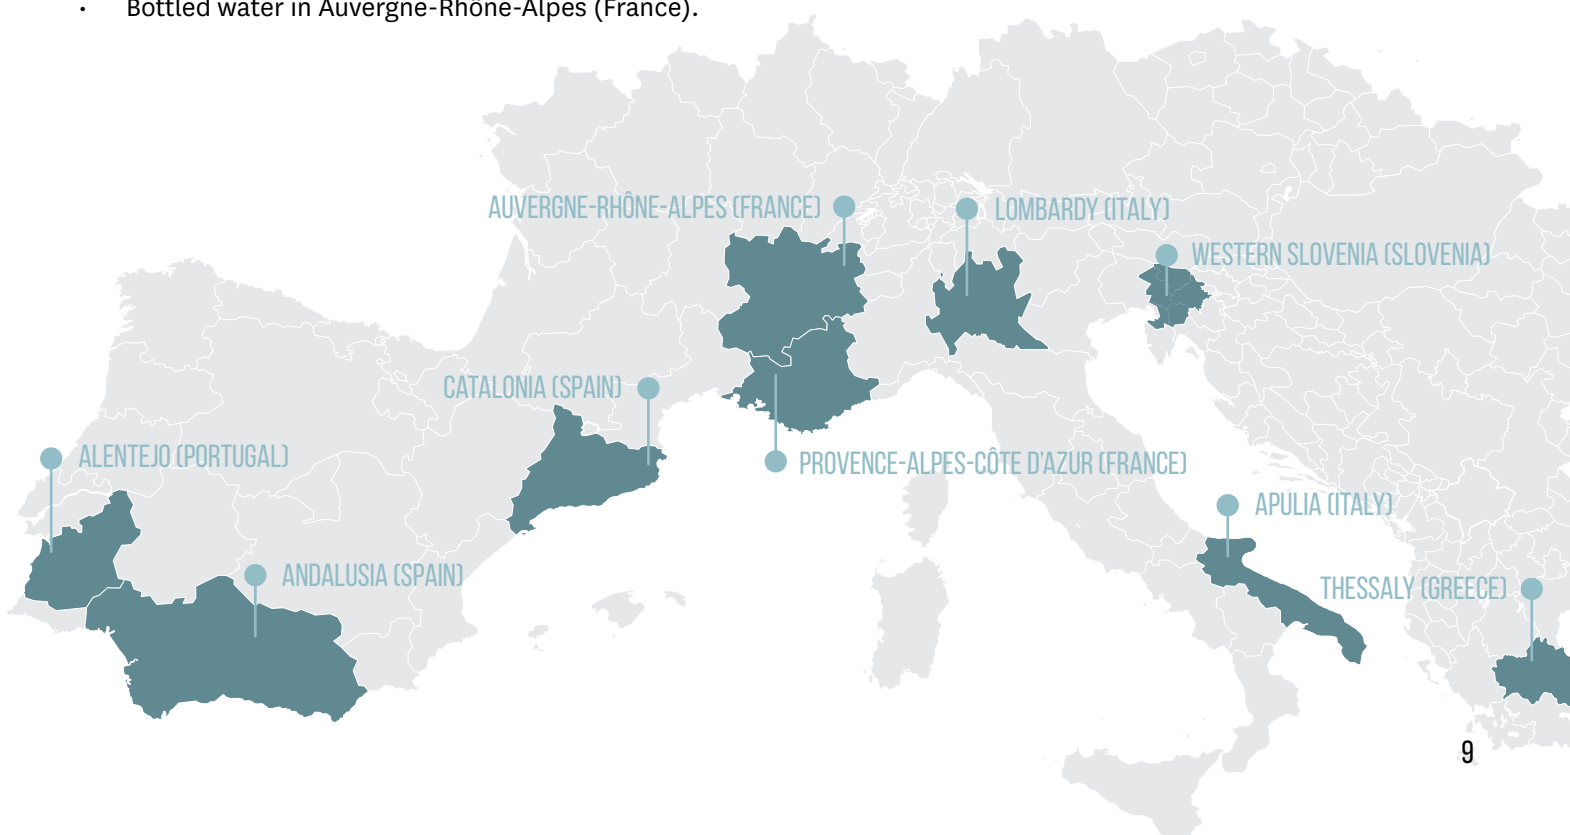 • Bottled water in Auvergne-Rhône-Alpes (France).
AUVERGNE-RHÔNE-ALPES (FRANCE)
LOMBARDY (ITALY)
WESTERN SLOVENIA (SLOVENIA)
CATALONIA (SPAIN)
ALENTEJO (PORTUGAL)
PROVENCE-ALPES-CÔTE D'AZUR (FRANCE)
APULIA (ITALY)
ANDALUSIA (SPAIN)
THESSALY (GREECE)
9